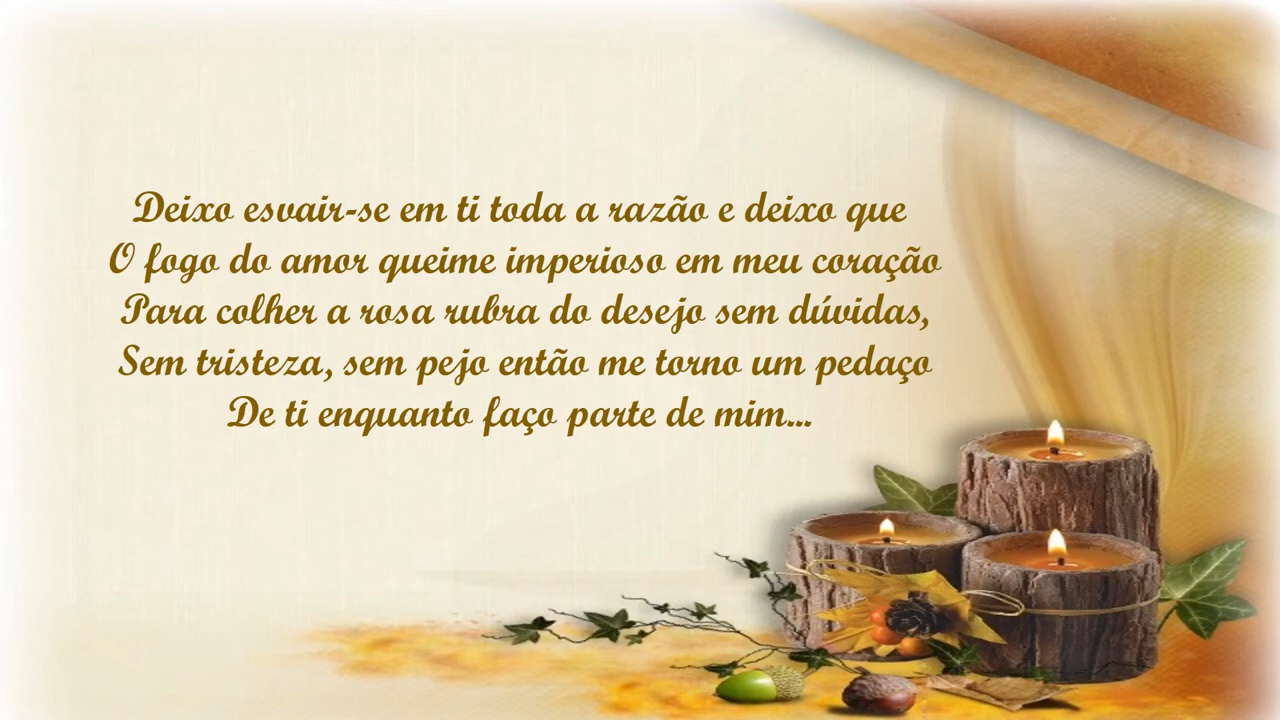 Deixo esvair-se em ti toda a razão e deixo que
O fogo do amor queime imperioso em meu coração
Para colher a rosa rubra do desejo sem dúvidas,
Sem tristeza, sem pejo então me torno um pedaço
De ti enquanto faço parte de mim...